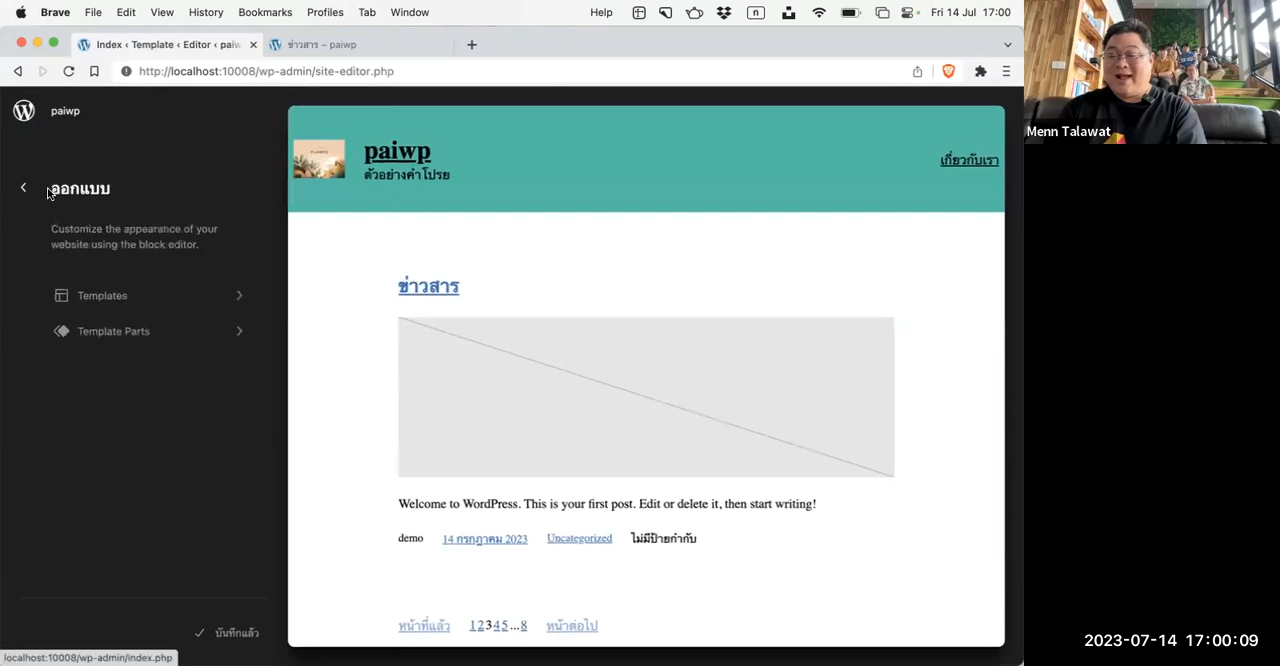 Brave File Edit View History Bookmarks Profiles Tab Window Help Fri 14 Jul 17:00
Index ‹ Template ‹ Editor ‹ paiw
ข่าวสาร – paiwp
http://localhost:10008/wp-admin/site-editor.php
paiwp
ออกแบบ
Customize the appearance of your
website using the block editor.
Templates
Template Parts
บันทึกแล้ว
localhost:10008/wp-admin/index.php
paiwp
ตัวอย่างคำโปรย
เกี่ยวกับเรา
ข่าวสาร
Welcome to WordPress. This is your first post. Edit or delete it, then start writing!
demo 14 กรกฎาคม 2023 Uncategorized ไม่มีป้ายกำกับ
หน้าที่แล้ว 12345...8 หน้าต่อไป
Menn Talawat
2023-07-14 17:00:09